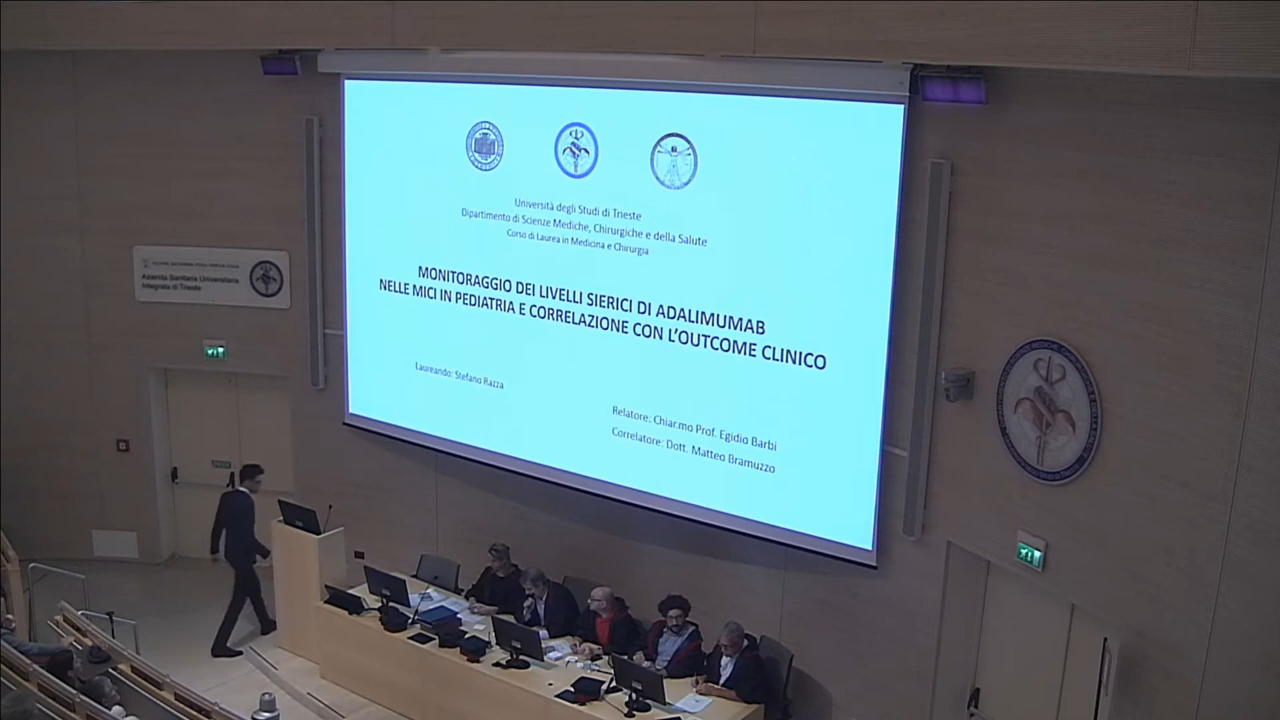 Università degli Studi di Trieste
Dipartimento di Scienze Mediche, Chirurgiche e della Salute
Corso di Laurea in Medicina e Chirurgia
MONITORAGGIO DEI LIVELLI SIERICI DI ADALIMUMAB
NELLE MICI IN PEDIATRIA E CORRELAZIONE CON L'OUTCOME CLINICO
Laureando: Stefano Razza
Relatore: Chiar.mo Prof. Egidio Barbi
Correlatore: Dott. Matteo Bramuzzo
Azienda Sanitaria Universitaria
Integrata di Trieste